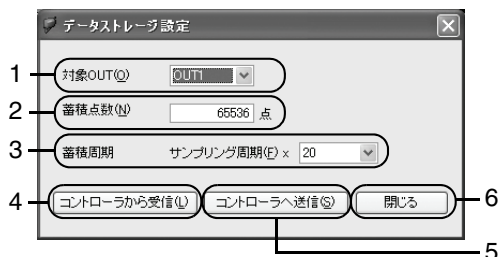 データストレージ設定
1 対象OUT(O) OUT1
2 蓄積点数(N) 65536 点
3 蓄積周期 サンプリング周期(F) × 20
4 コントローラから受信(L) コントローラへ送信(S) 閉じる 6
5